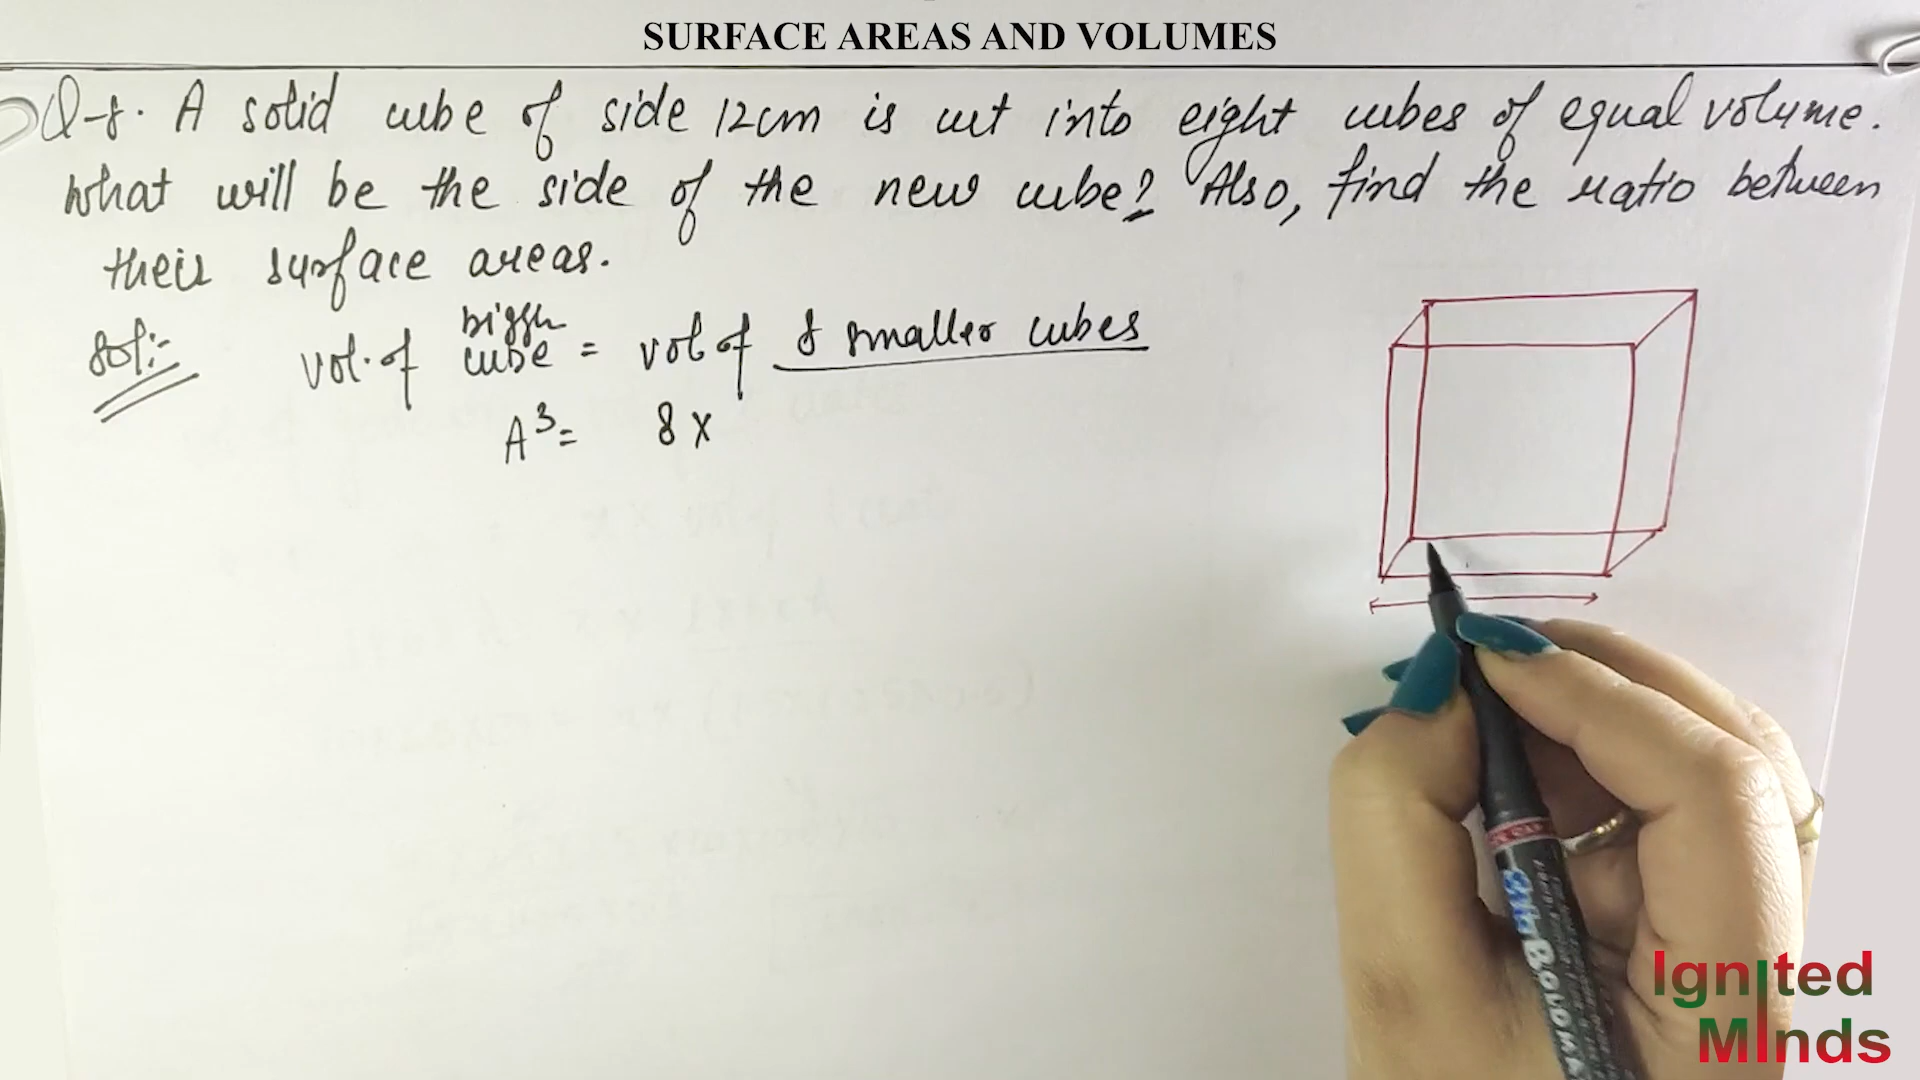 SURFACE AREAS AND VOLUMES
Q-8. A solid cube of side 12cm is cut into eight cubes of equal volume.
What will be the side of the new cube? Also, find the ratio between
their surface areas.
Sol:- vol. of bigger cube = vol of 8 smaller cubes
A³ = 8 x
Ignited
Minds